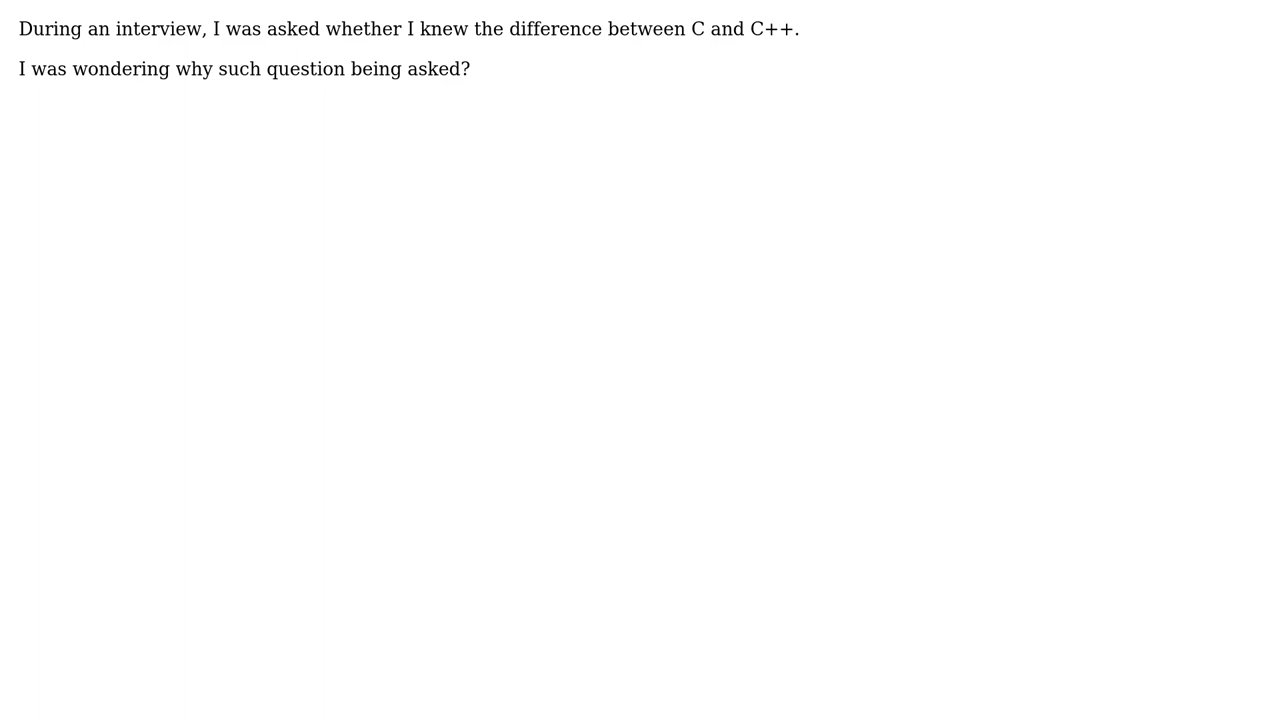 During an interview, I was asked whether I knew the difference between C and C++.
I was wondering why such question being asked?